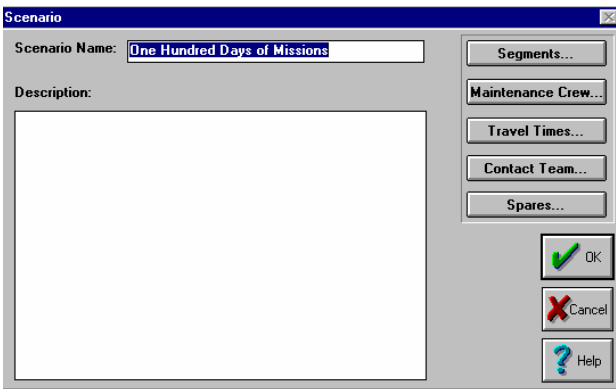 Scenario
Scenario Name: One Hundred Days of Missions
Description:
Segments...
Maintenance Crew...
Travel Times...
Contact Team...
Spares...
OK
Cancel
Help